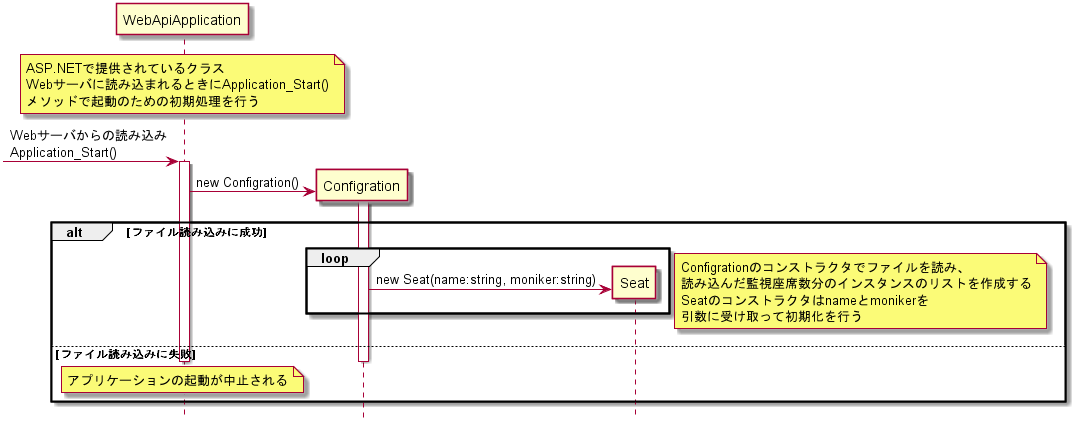 WebApiApplication
ASP.NETで提供されているクラス
Webサーバに読み込まれるときにApplication_Start()
メソッドで起動のための初期処理を行う
Webサーバからの読み込み
Application_Start()
new Configration()
Configration
alt
[ファイル読み込みに成功]
loop
new Seat(name:string, moniker:string)
Seat
Configrationのコンストラクタでファイルを読み、
読み込んだ監視座席数分のインスタンスのリストを作成する
Seatのコンストラクタはnameとmonikerを
引数に受け取って初期化を行う
[ファイル読み込みに失敗]
アプリケーションの起動が中止される